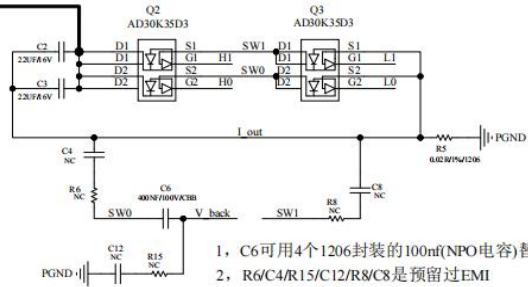 Q2
AD30K35D3
Q3
AD30K35D3
C2
22UF/16V
C3
22UF/16V
D1
D1
D2
D2
S1
G1
S2
G2
H1
H0
SW1
SW0
D1
D1
D2
D2
S1
G1
S2
G2
L1
L0
I_out
R5
0.02R/1%/1206
PGND
C4
NC
R6
NC
SW0
C6
400NF/100V/CBB
V_back
SW1
R8
NC
C8
NC
C12
NC
R15
NC
PGND
1，C6可用4个1206封装的100nf(NPO电容)替
2，R6/C4/R15/C12/R8/C8是预留过EMI